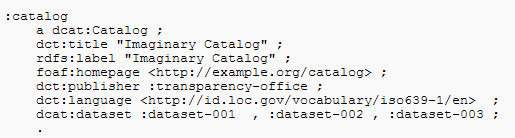 :catalog
a dcat:Catalog ;
dct:title "Imaginary Catalog" ;
rdfs:label "Imaginary Catalog" ;
foaf:homepage <http://example.org/catalog> ;
dct:publisher :transparency-office ;
dct:language <http://id.loc.gov/vocabulary/iso639-1/en> ;
dcat:dataset :dataset-001 , :dataset-002 , :dataset-003 ;
.